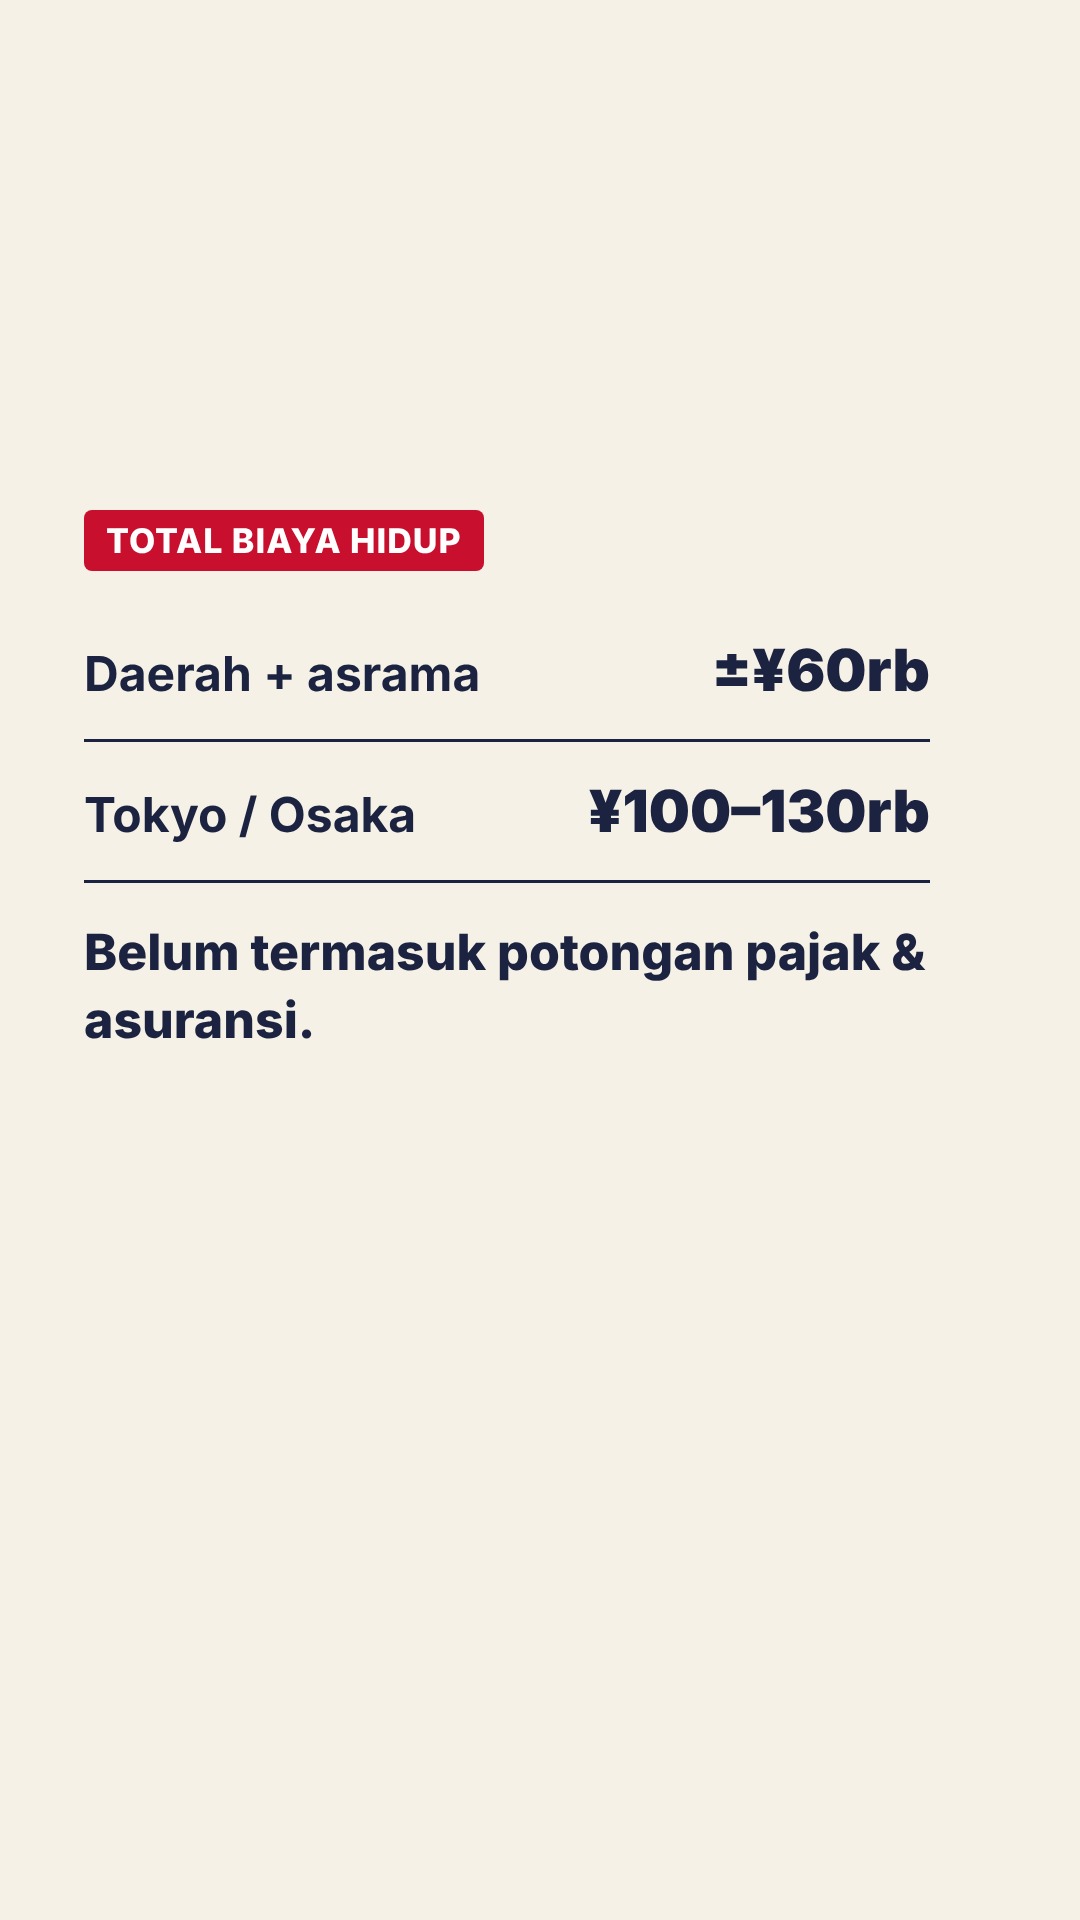 TOTAL BIAYA HIDUP
Daerah + asrama ±¥60rb
Tokyo / Osaka ¥100–130rb
Belum termasuk potongan pajak &
asuransi.